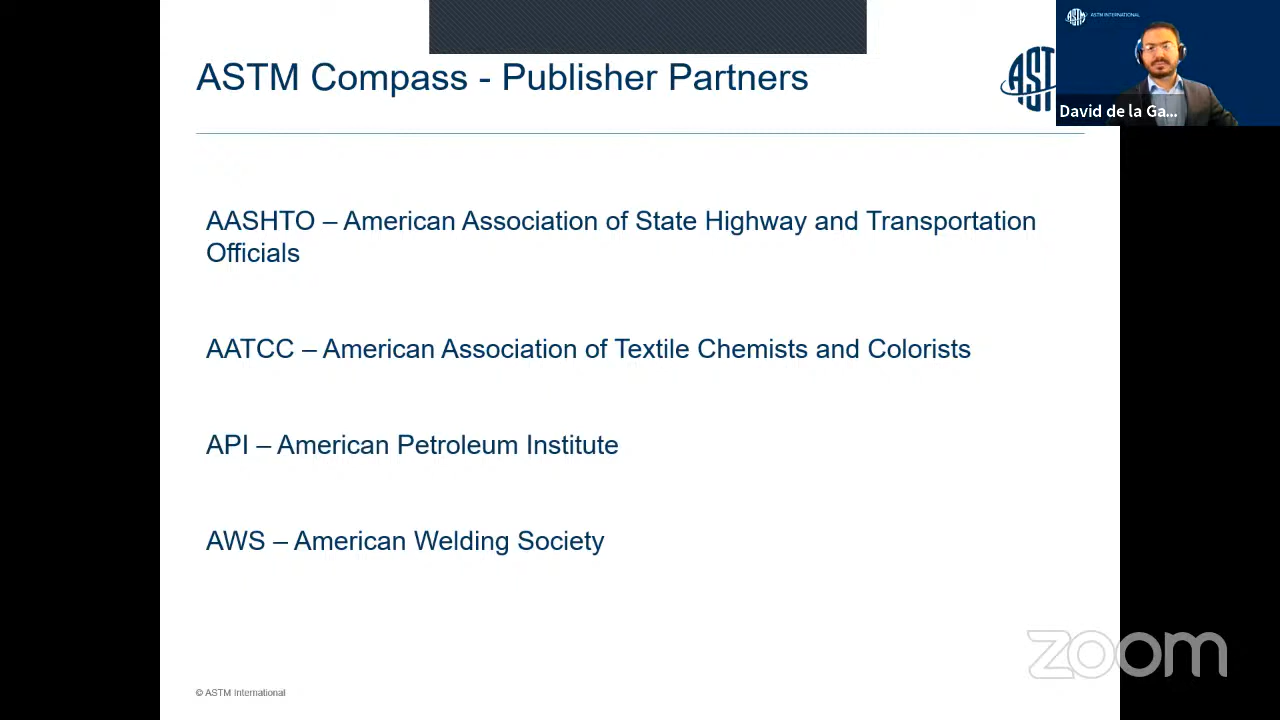 ASTM Compass - Publisher Partners
ASTM
ASTM INTERNATIONAL
David de la Ga...
AASHTO – American Association of State Highway and Transportation
Officials
AATCC – American Association of Textile Chemists and Colorists
API – American Petroleum Institute
AWS – American Welding Society
zoom
© ASTM International